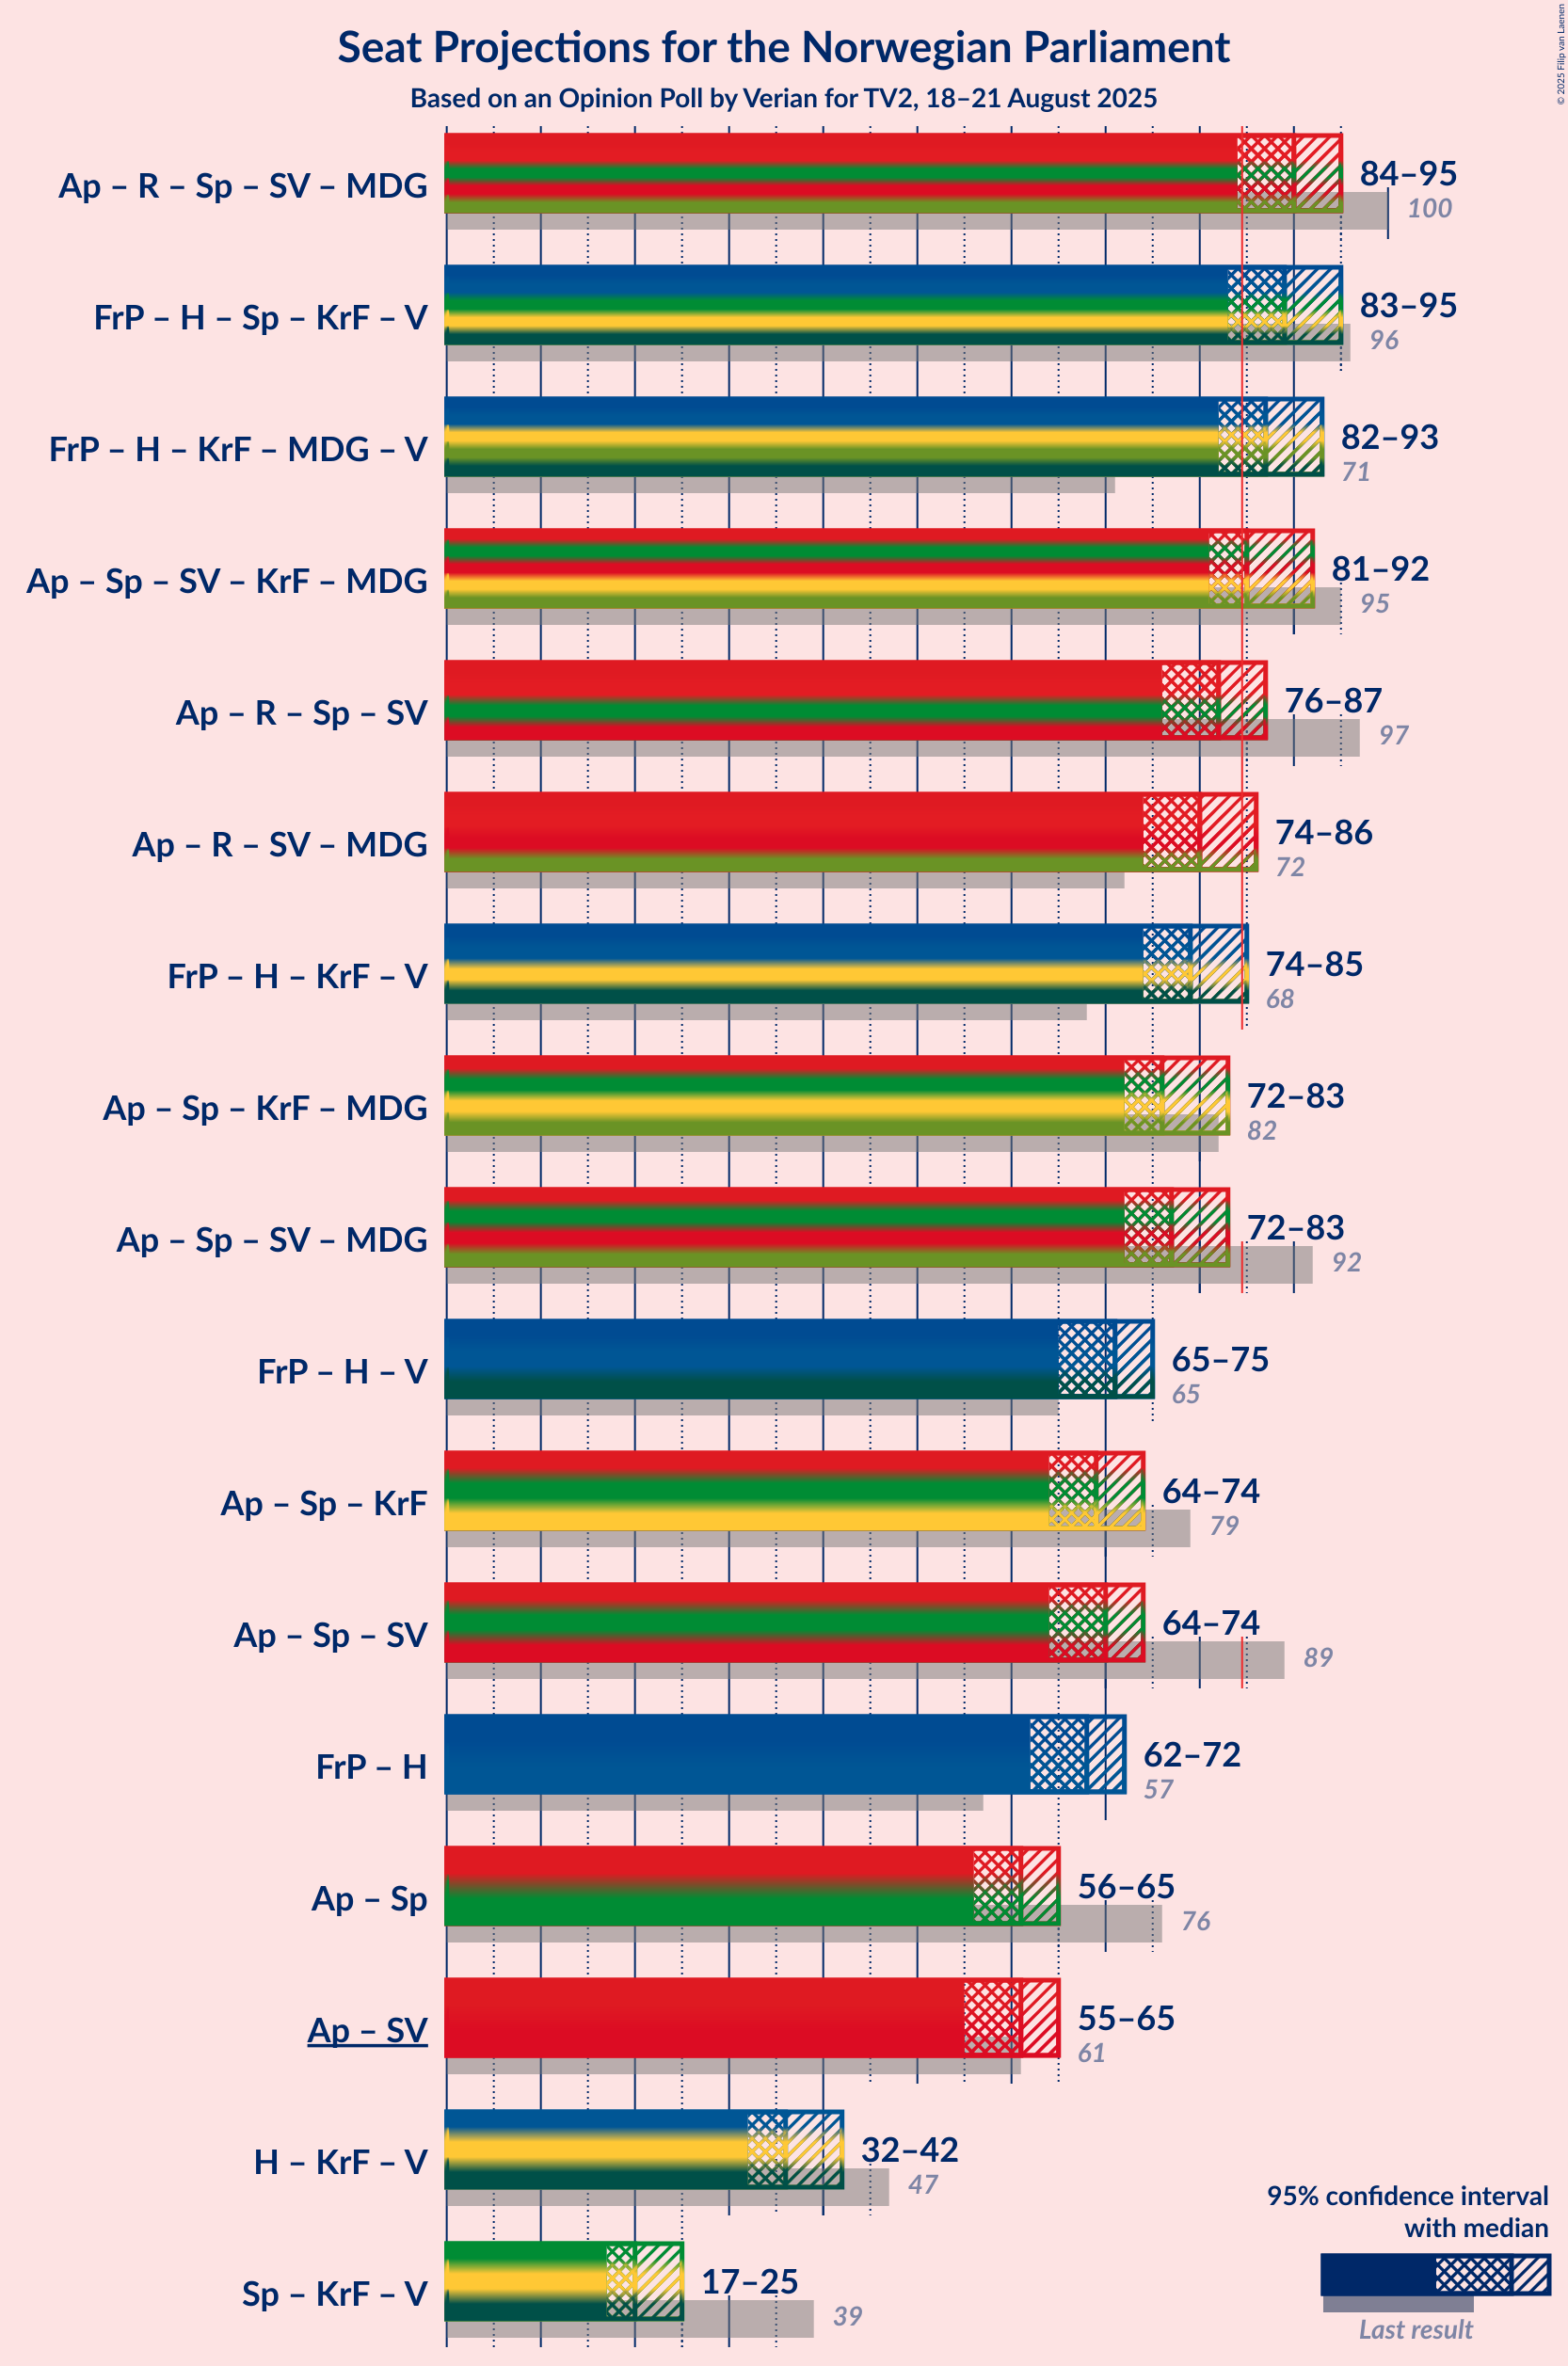 Seat Projections for the Norwegian Parliament
Based on an Opinion Poll by Verian for TV2, 18–21 August 2025
© 2025 Filip van Laenen
Ap – R – Sp – SV – MDG
84–95
100
FrP – H – Sp – KrF – V
83–95
96
FrP – H – KrF – MDG – V
82–93
71
Ap – Sp – SV – KrF – MDG
81–92
95
Ap – R – Sp – SV
76–87
97
Ap – R – SV – MDG
74–86
72
FrP – H – KrF – V
74–85
68
Ap – Sp – KrF – MDG
72–83
82
Ap – Sp – SV – MDG
72–83
92
FrP – H – V
65–75
65
Ap – Sp – KrF
64–74
79
Ap – Sp – SV
64–74
89
FrP – H
62–72
57
Ap – Sp
56–65
76
Ap – SV
55–65
61
H – KrF – V
32–42
47
Sp – KrF – V
17–25
39
95% confidence interval
with median
Last result